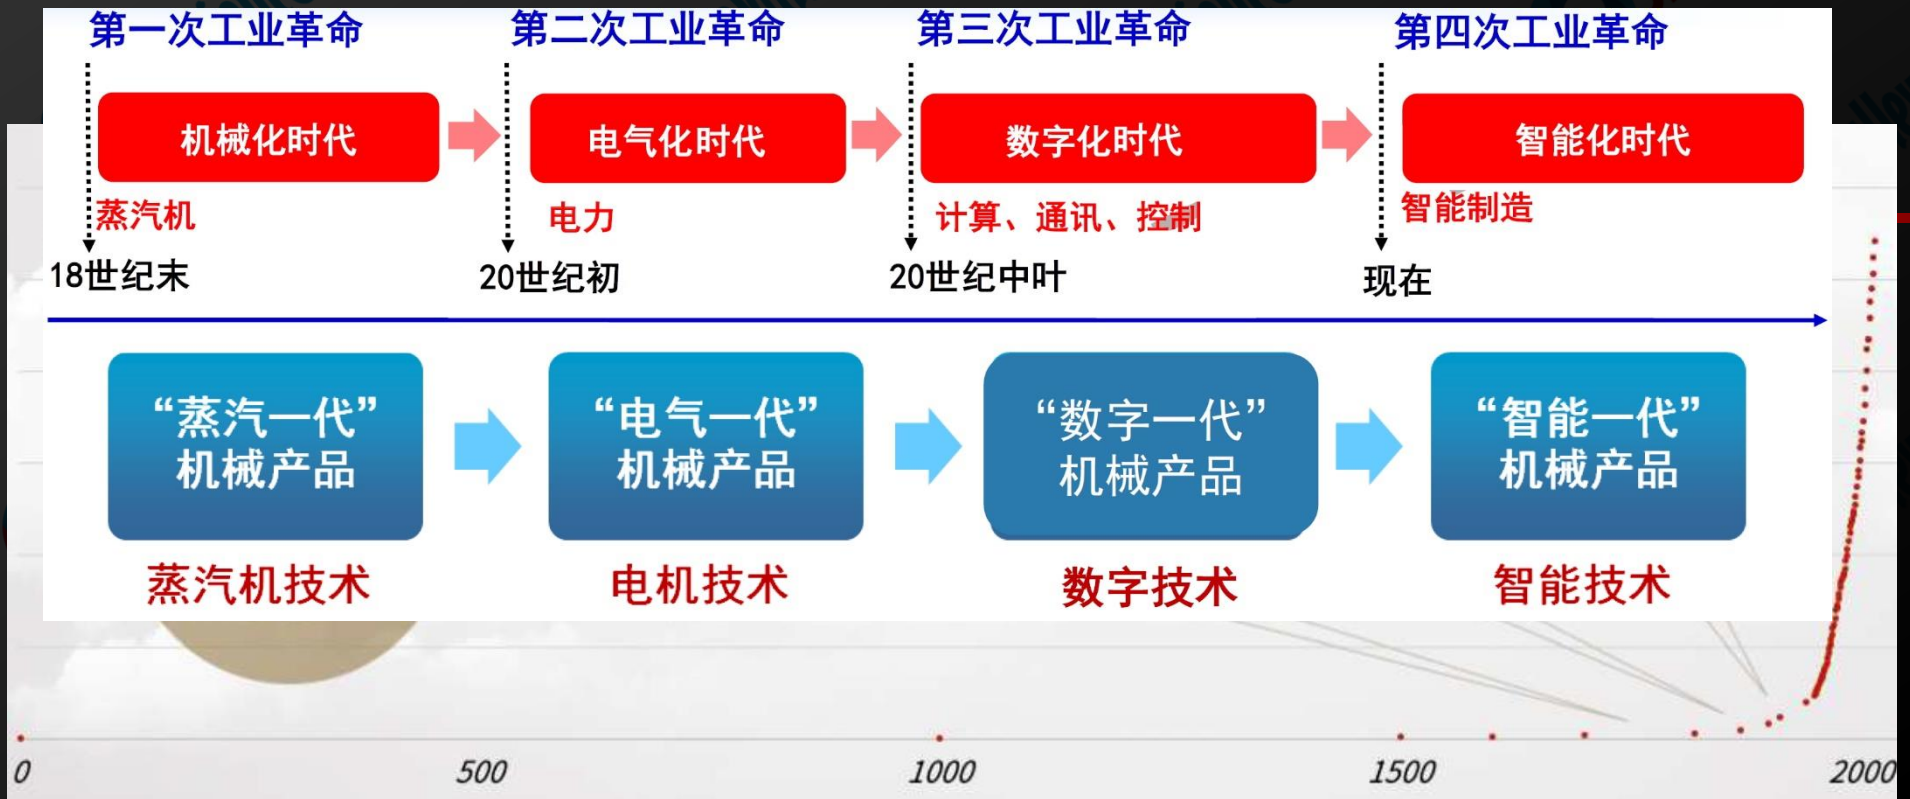 第一次工业革命
第二次工业革命
第三次工业革命
第四次工业革命
机械化时代
电气化时代
数字化时代
智能化时代
蒸汽机
电力
计算、通讯、控制
智能制造
18世纪末
20世纪初
20世纪中叶
现在
“蒸汽一代”
机械产品
“电气一代”
机械产品
“数字一代”
机械产品
“智能一代”
机械产品
蒸汽机技术
电机技术
数字技术
智能技术
0
500
1000
1500
2000